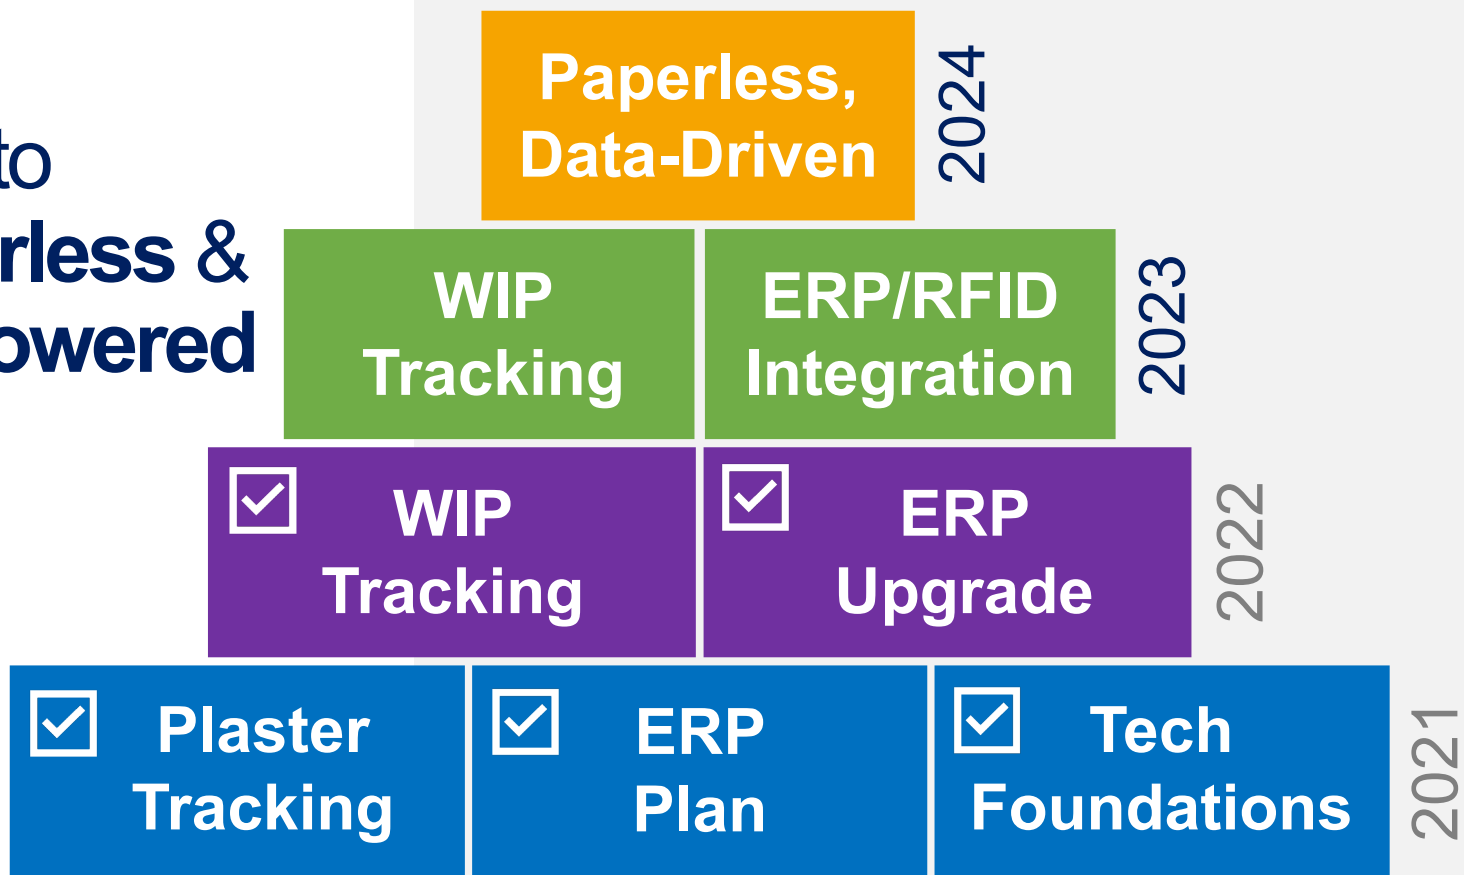 to
rless &
owered
Paperless,
Data-Driven
2024
WIP
Tracking
ERP/RFID
Integration
2023
WIP
Tracking
ERP
Upgrade
2022
Plaster
Tracking
ERP
Plan
Tech
Foundations
2021